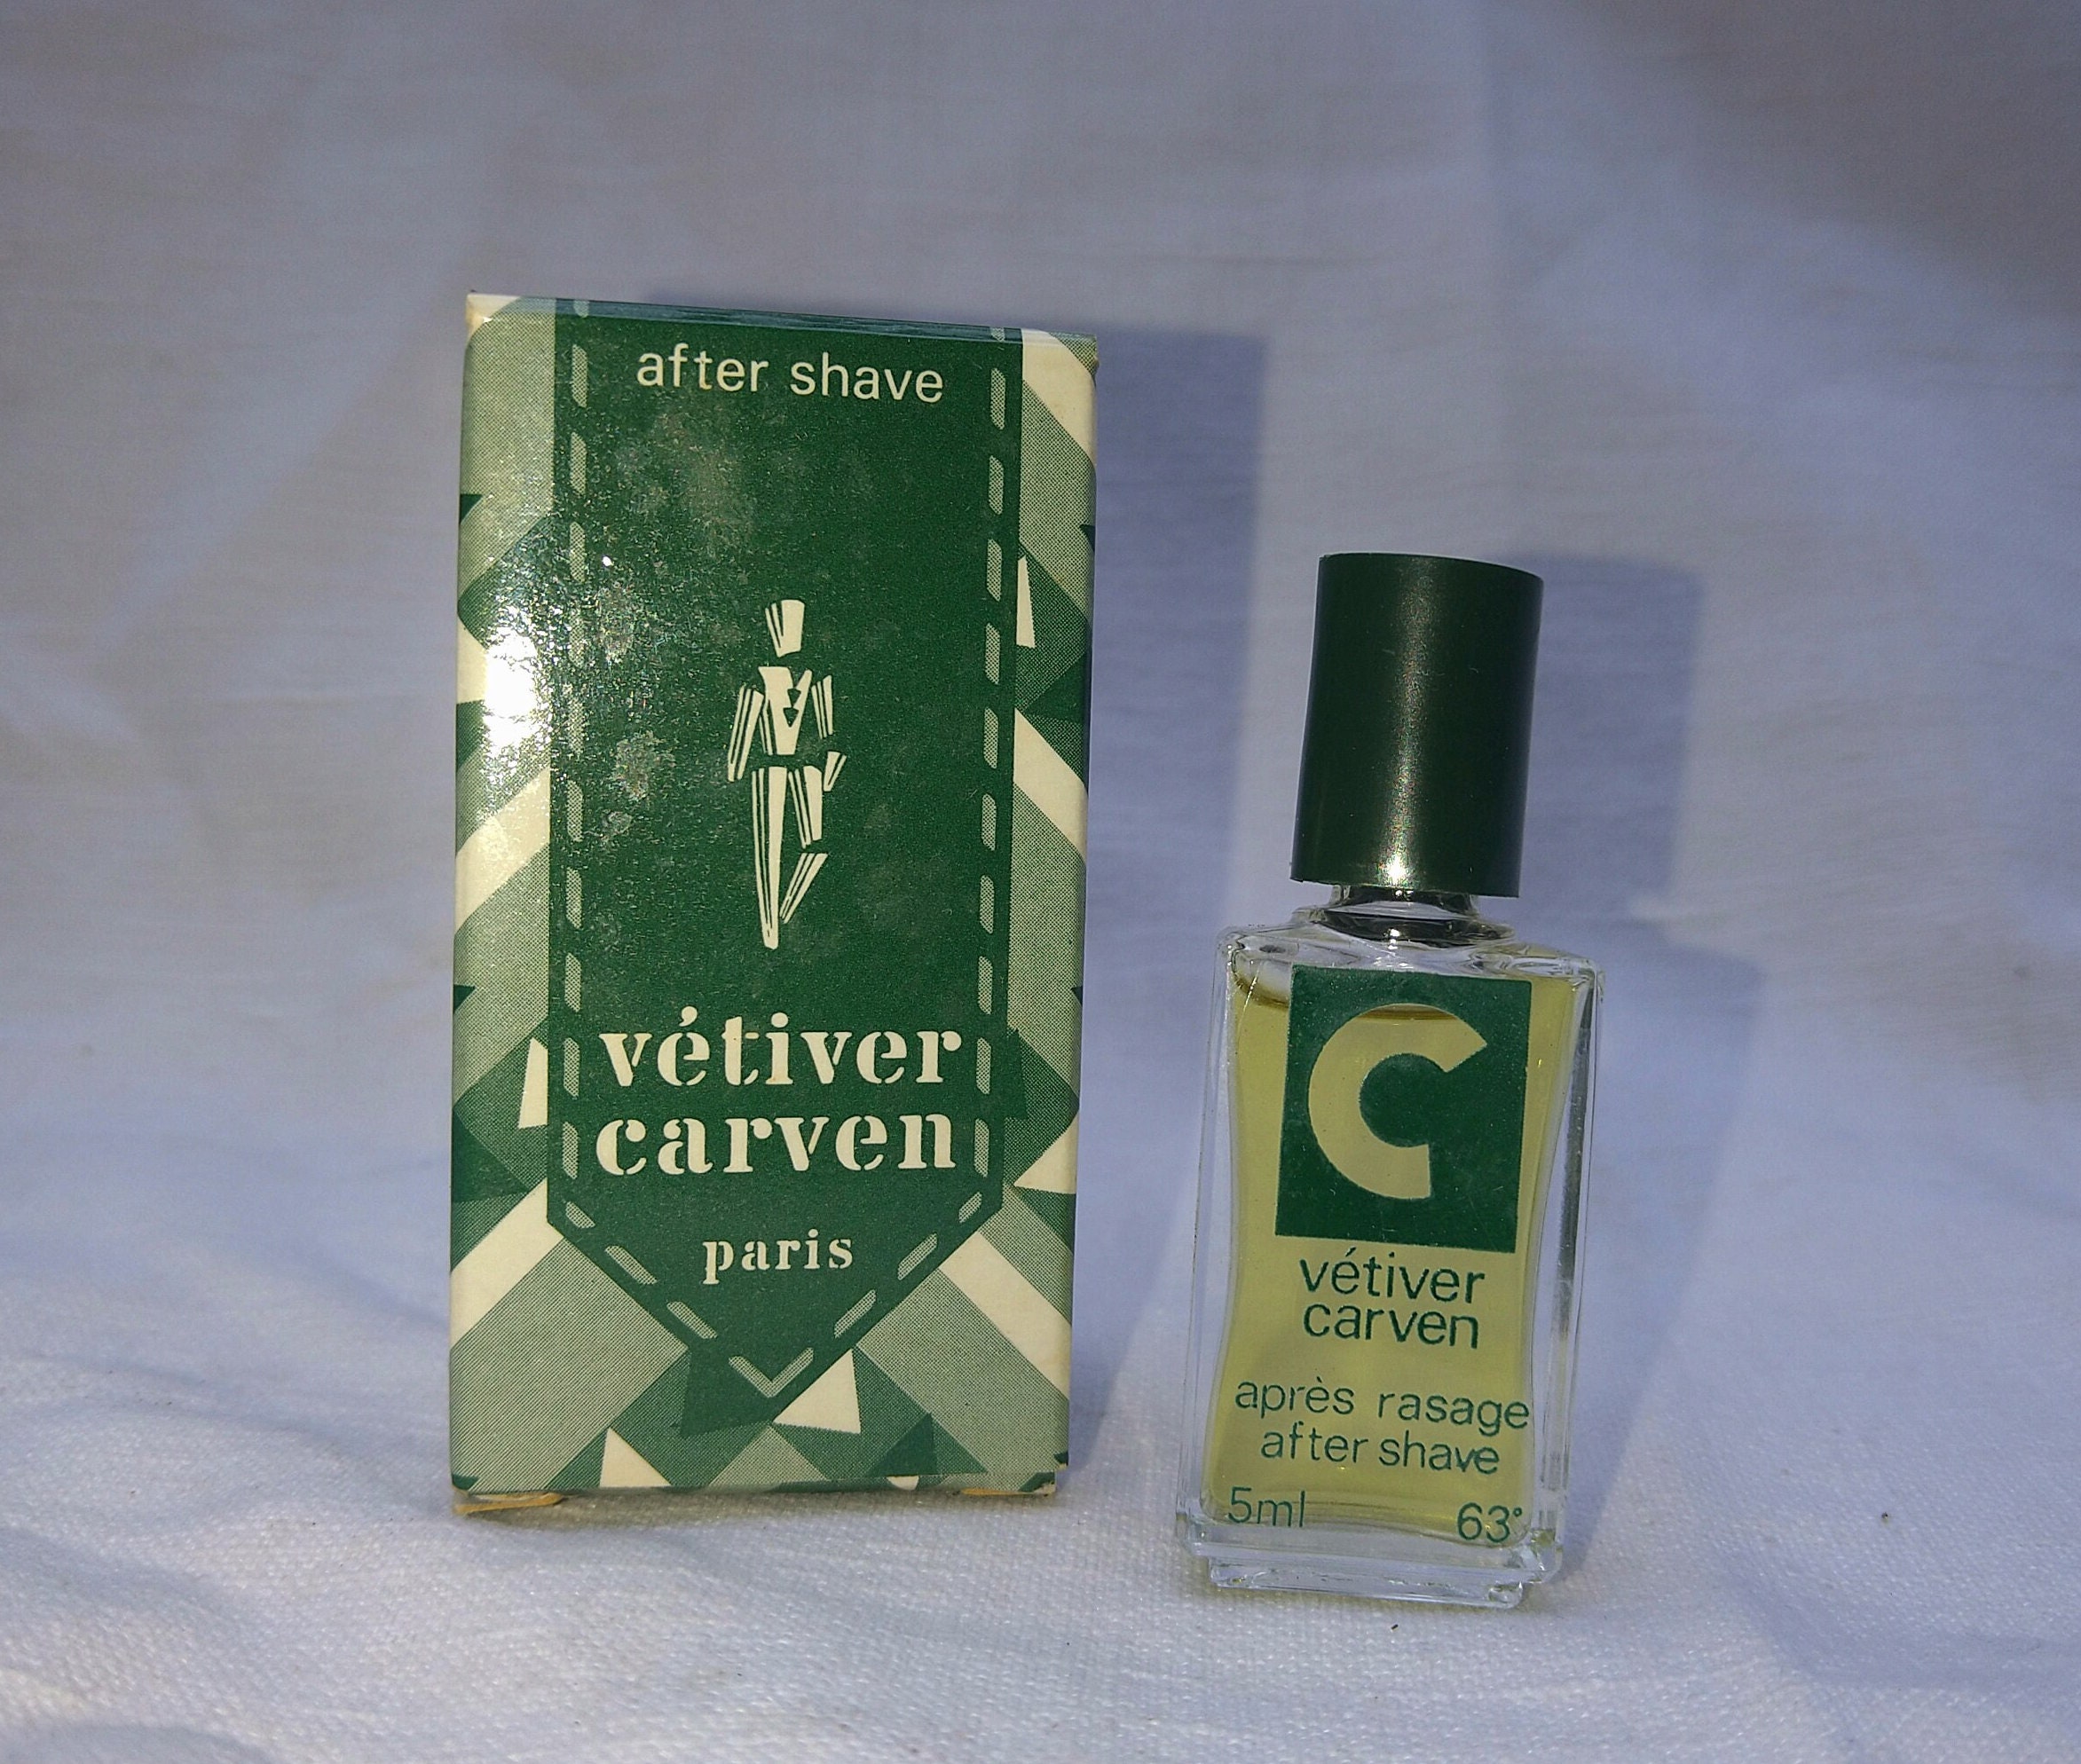 after shave
vétiver
carven
paris
C
vétiver
carven
après rasage
after shave
5ml 63°